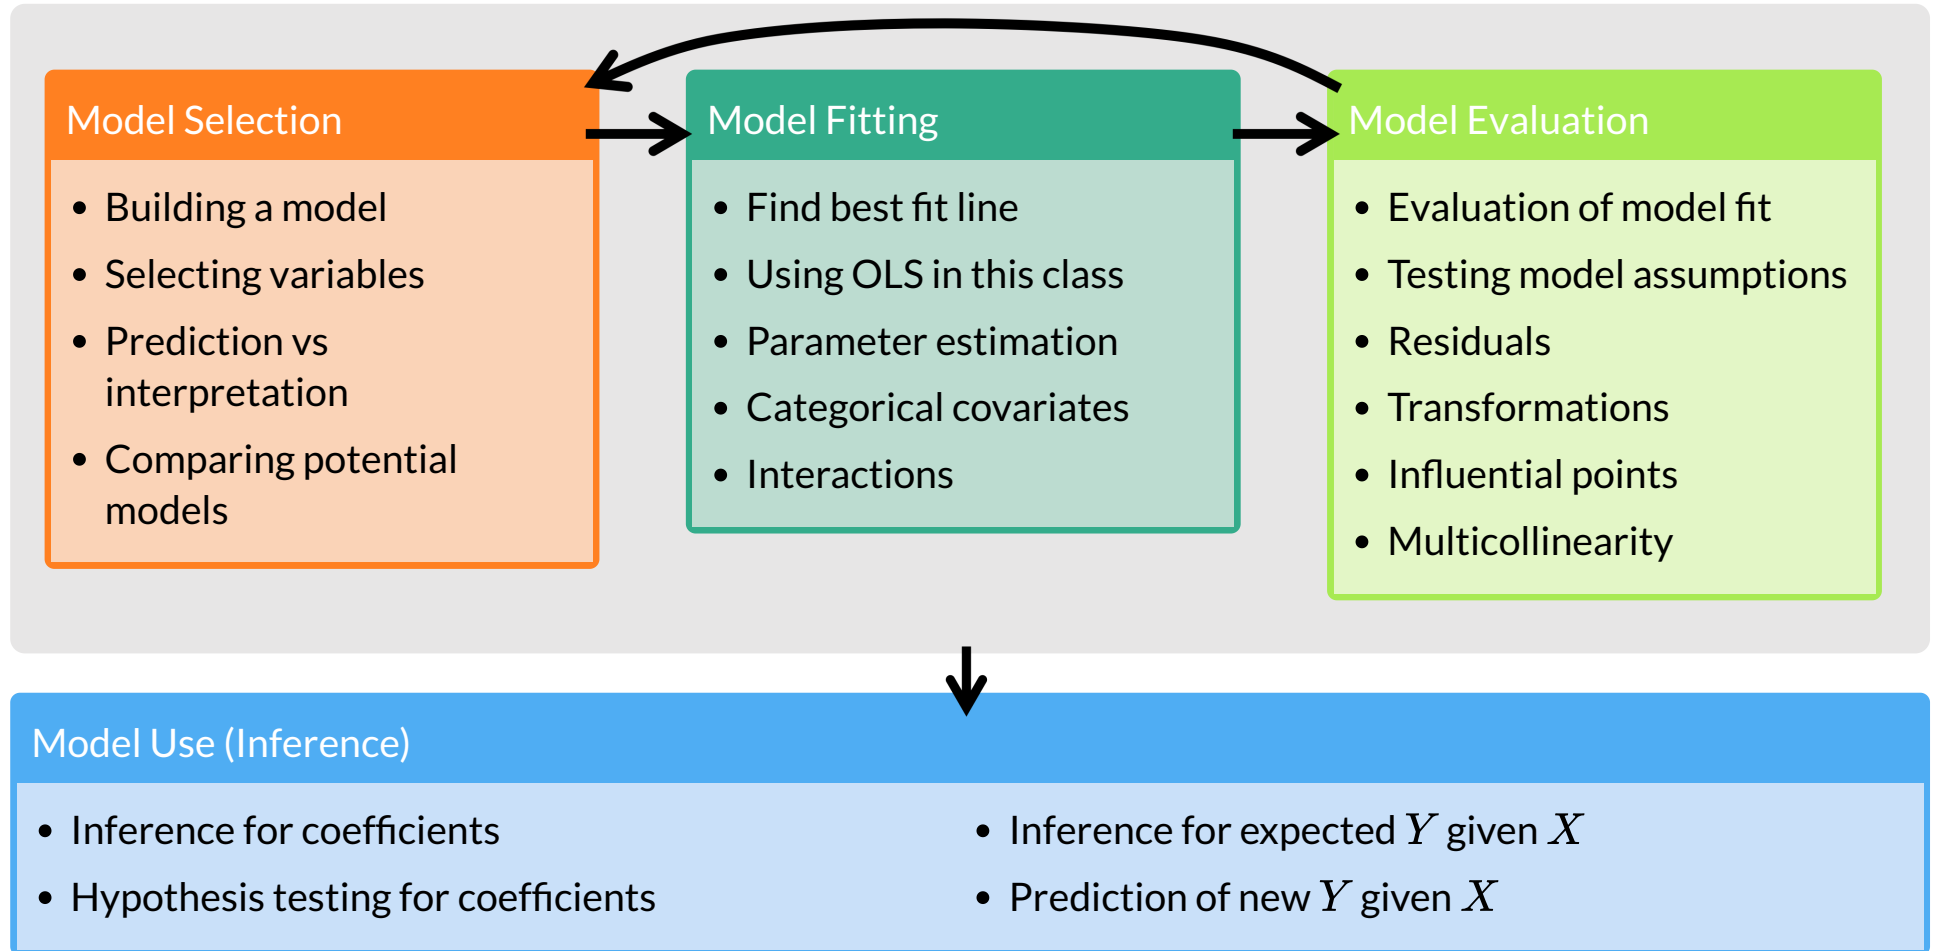 Model Selection
• Building a model
• Selecting variables
• Prediction vs
interpretation
• Comparing potential
models
Model Fitting
• Find best fit line
• Using OLS in this class
• Parameter estimation
• Categorical covariates
• Interactions
Model Evaluation
• Evaluation of model fit
• Testing model assumptions
• Residuals
• Transformations
• Influential points
• Multicollinearity
Model Use (Inference)
• Inference for coefficients
• Hypothesis testing for coefficients
• Inference for expected Y given X
• Prediction of new Y given X